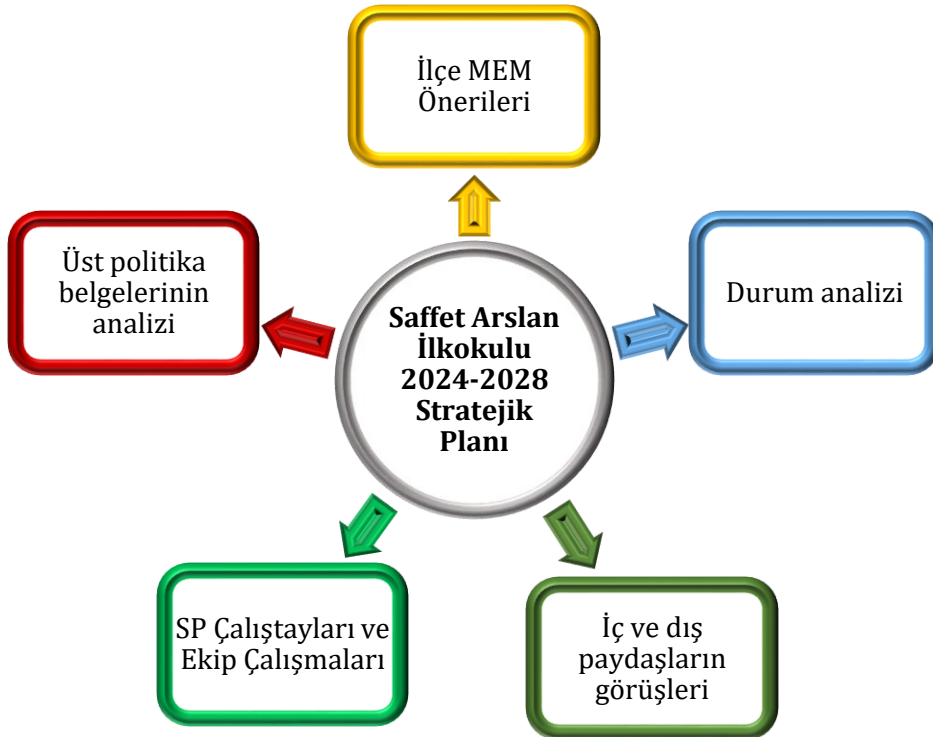 İlçe MEM
Önerileri
Üst politika
belgelerinin
analizi
Durum analizi
Saffet Arslan
İlkokulu
2024-2028
Stratejik
Planı
SP Çalıştayları ve
Ekip Çalışmaları
İç ve dış
paydaşların
görüşleri